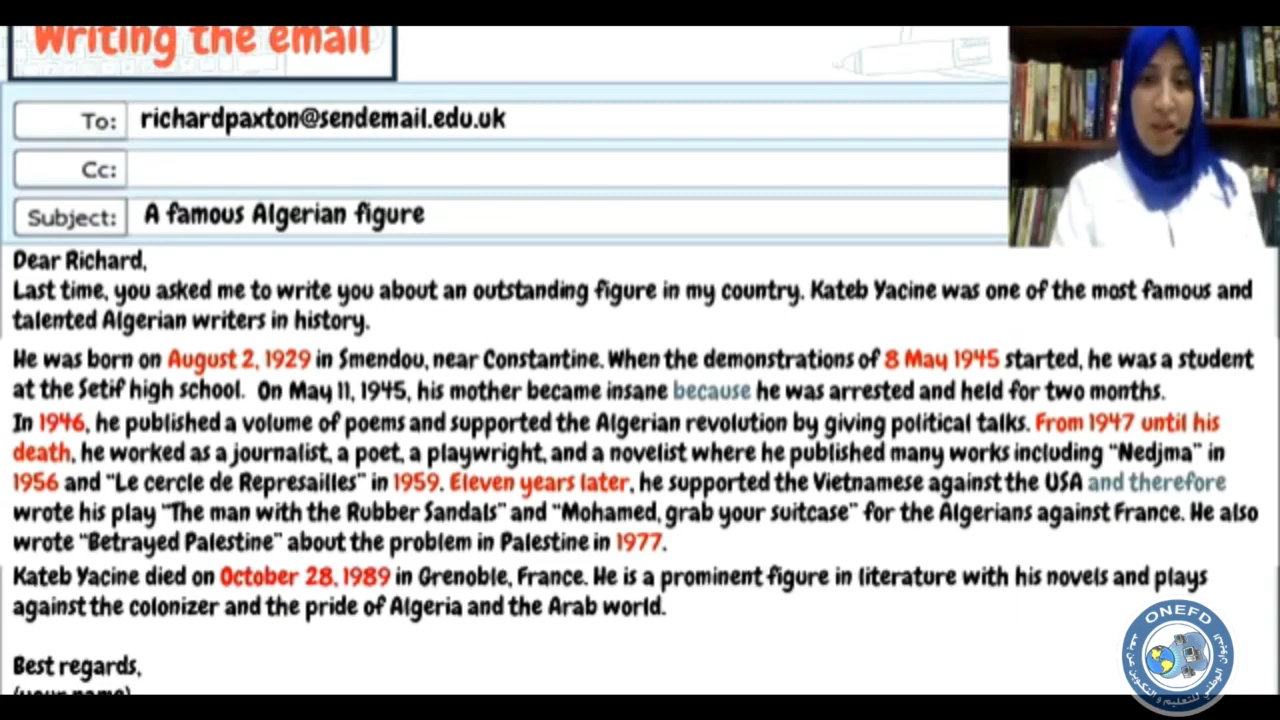 Writing the email
To: richardpaxton@sendemail.edu.uk
Cc:
Subject: A famous Algerian figure
Dear Richard,
Last time, you asked me to write you about an outstanding figure in my country. Kateb Yacine was one of the most famous and
talented Algerian writers in history.
He was born on August 2, 1929 in Smendou, near Constantine. When the demonstrations of 8 May 1945 started, he was a student
at the Setif high school. On May 11, 1945, his mother became insane because he was arrested and held for two months.
In 1946, he published a volume of poems and supported the Algerian revolution by giving political talks. From 1947 until his
death, he worked as a journalist, a poet, a playwright, and a novelist where he published many works including “Nedjma” in
1956 and “Le cercle de Represailles” in 1959. Eleven years later, he supported the Vietnamese against the USA and therefore
wrote his play “The man with the Rubber Sandals” and “Mohamed, grab your suitcase” for the Algerians against France. He also
wrote “Betrayed Palestine” about the problem in Palestine in 1977.
Kateb Yacine died on October 28, 1989 in Grenoble, France. He is a prominent figure in literature with his novels and plays
against the colonizer and the pride of Algeria and the Arab world.
Best regards,
(your name)
ONEFD